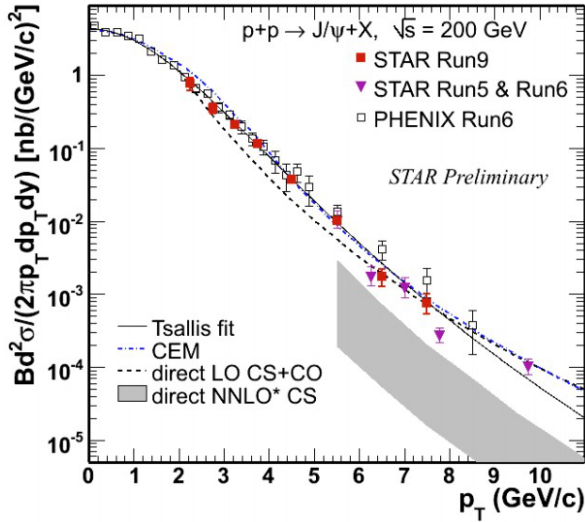 p+p → J/ψ+X, √s = 200 GeV
STAR Run9
STAR Run5 & Run6
PHENIX Run6
STAR Preliminary
Tsallis fit
CEM
direct LO CS+CO
direct NNLO* CS
Bd²σ/(2πp_T dp_T dy) [nb/(GeV/c)²]
1
10⁻¹
10⁻²
10⁻³
10⁻⁴
10⁻⁵
0 1 2 3 4 5 6 7 8 9 10
p_T (GeV/c)